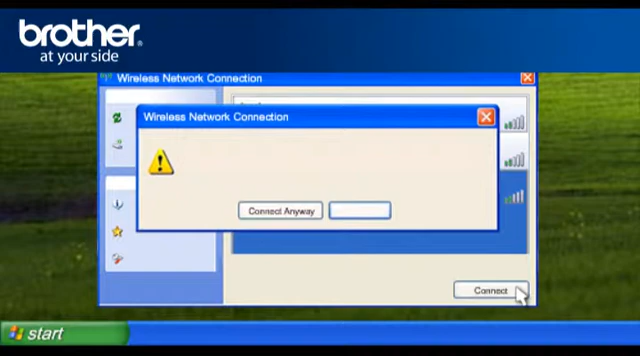 brother
at your side
Wireless Network Connection
Wireless Network Connection
Connect Anyway
Connect
start